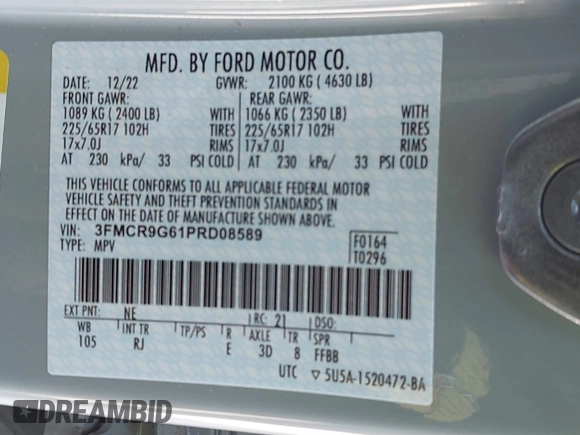 MFD. BY FORD MOTOR CO.
DATE: 12/22 GVWR: 2100 KG ( 4630 LB)
FRONT GAWR: REAR GAWR:
1089 KG ( 2400 LB) WITH 1066 KG ( 2350 LB) WITH
225/65R17 102H TIRES 225/65R17 102H TIRES
17x7.0J RIMS 17x7.0J RIMS
AT 230 kPa/ 33 PSI COLD AT 230 kPa/ 33 PSI COLD
THIS VEHICLE CONFORMS TO ALL APPLICABLE FEDERAL MOTOR
VEHICLE SAFETY AND THEFT PREVENTION STANDARDS IN EFFECT
ON THE DATE OF MANUFACTURE SHOWN ABOVE.
VIN: 3FMCR9G61PRD08589
TYPE: MPV
F0164
T0296
EXT PNT: NE RC: 21 DSO:
WB INT TR TP/PS R AXLE TR SPR
105 RJ E 3D 8 FFBB
UTC ▽ 5U5A-1520472-BA
DREAMBID